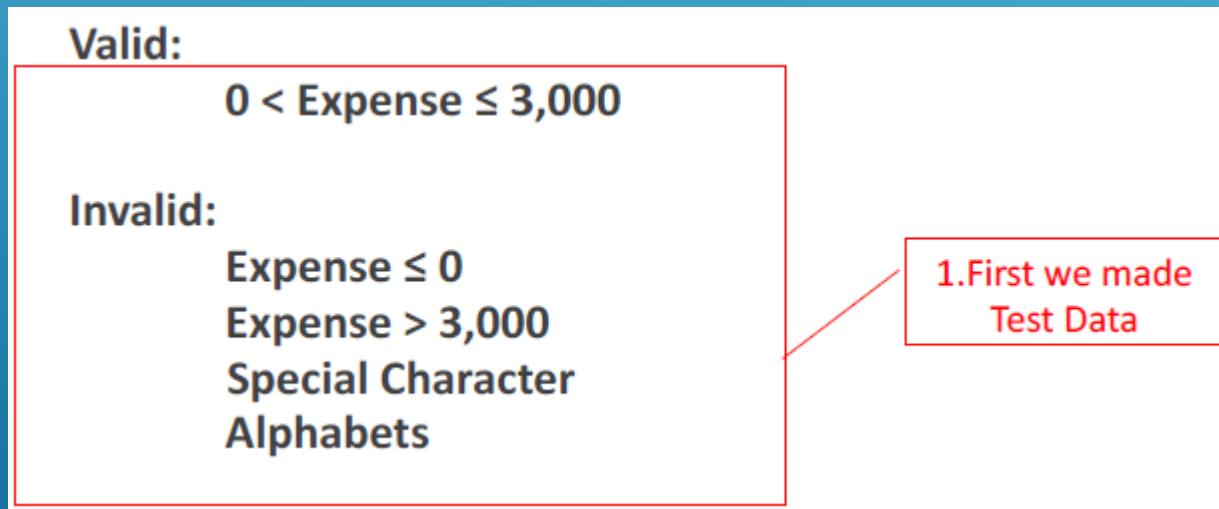 Valid:
0 < Expense ≤ 3,000
Invalid:
Expense ≤ 0
Expense > 3,000
Special Character
Alphabets
1.First we made
Test Data